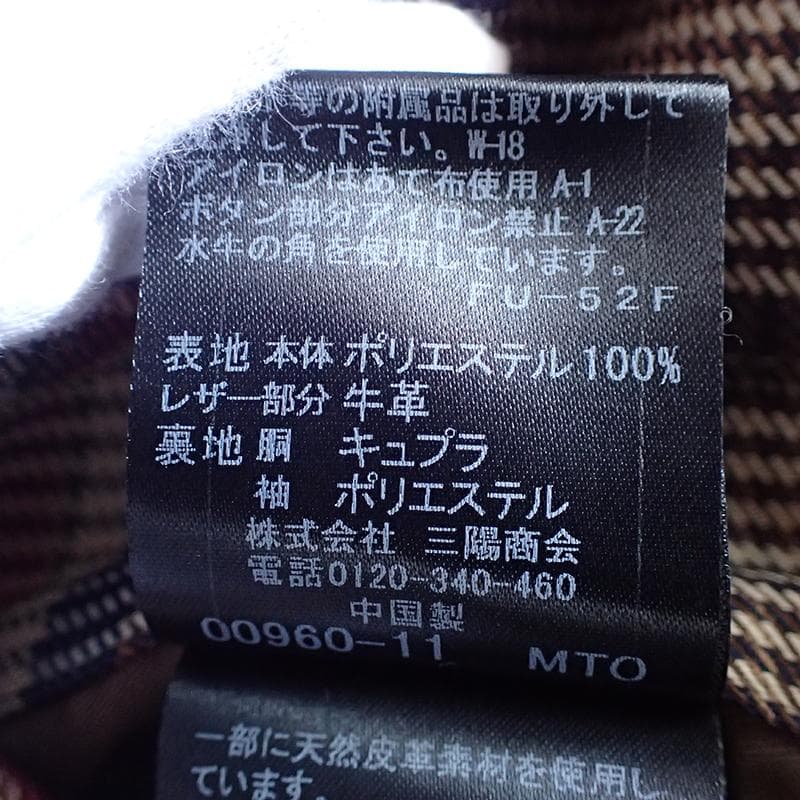 等の附属品は取り外して
して下さい。W-18
アイロンはあて布使用 A-1
ボタン部分アイロン禁止 A-22
水牛の角を使用しています。
FU-52F
表地 本体 ポリエステル100%
レザー部分 牛革
裏地 胴 キュプラ
袖 ポリエステル
株式会社 三陽商会
電話0120-340-460
中国製
00960-11 MTO
一部に天然皮革素材を使用し
ています。